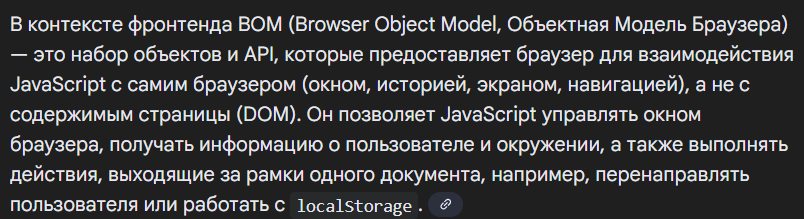 В контексте фронтенда BOM (Browser Object Model, Объектная Модель Браузера)
— это набор объектов и API, которые предоставляет браузер для взаимодействия
JavaScript с самим браузером (окном, историей, экраном, навигацией), а не с
содержимым страницы (DOM). Он позволяет JavaScript управлять окном
браузера, получать информацию о пользователе и окружении, а также выполнять
действия, выходящие за рамки одного документа, например, перенаправлять
пользователя или работать с localStorage.